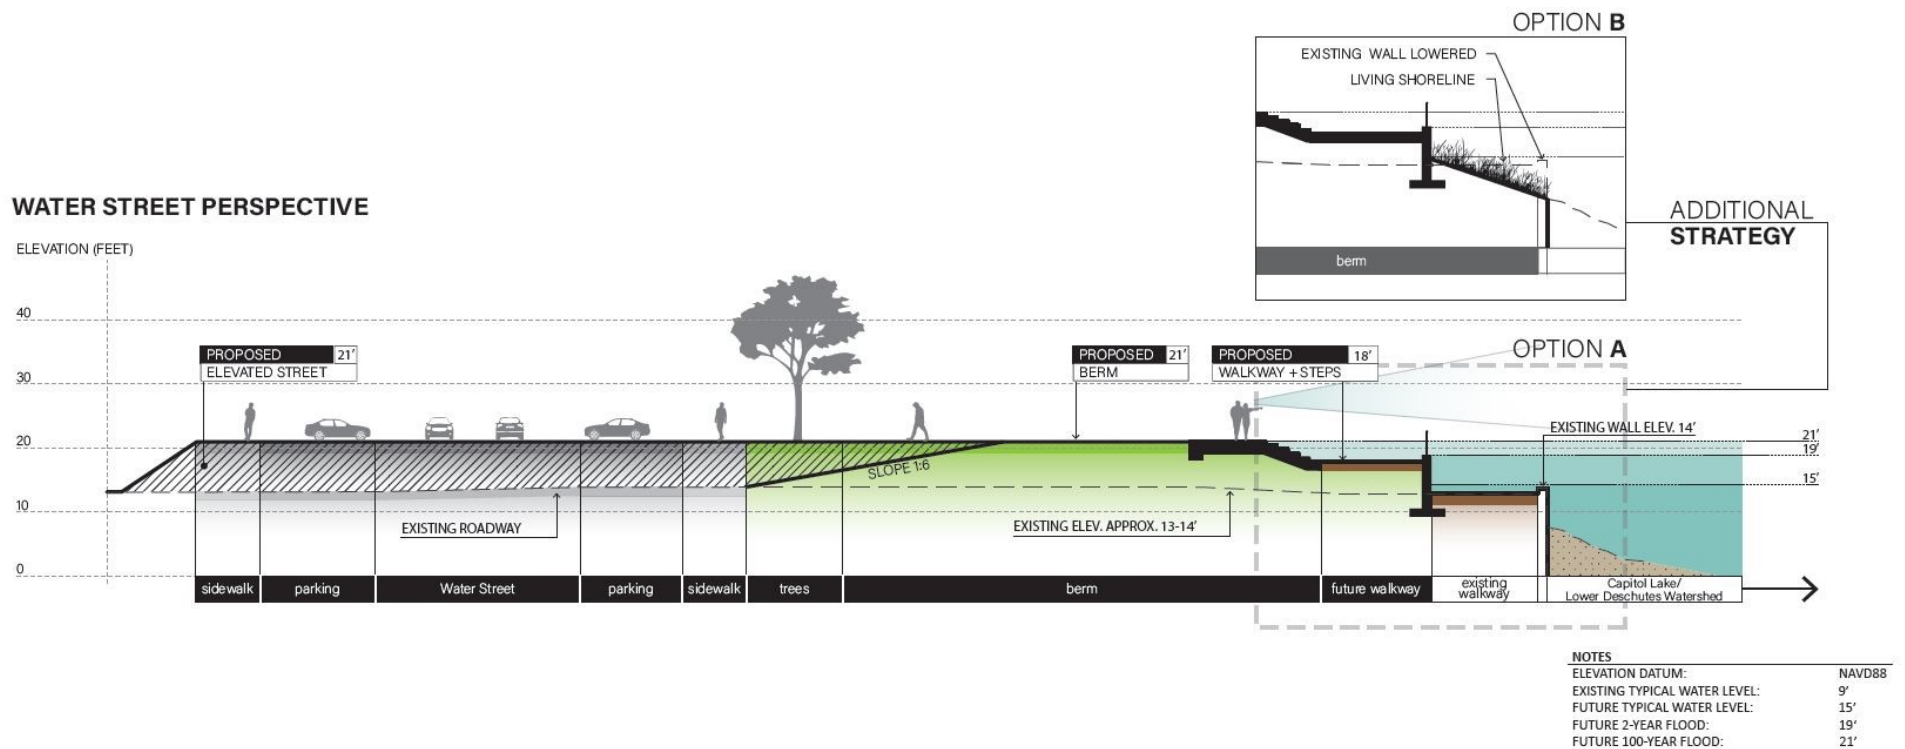 OPTION B
EXISTING WALL LOWERED
LIVING SHORELINE
berm
WATER STREET PERSPECTIVE
ADDITIONAL
STRATEGY
ELEVATION (FEET)
40
30
20
10
0
PROPOSED 21'
ELEVATED STREET
PROPOSED 21'
BERM
PROPOSED 18'
WALKWAY + STEPS
OPTION A
EXISTING WALL ELEV. 14'
21'
19'
15'
SLOPE 1:6
EXISTING ROADWAY
EXISTING ELEV. APPROX. 13-14'
sidewalk
parking
Water Street
parking
sidewalk
trees
berm
future walkway
existing
walkway
Capitol Lake/
Lower Deschutes Watershed
NOTES
ELEVATION DATUM: NAVD88
EXISTING TYPICAL WATER LEVEL: 9'
FUTURE TYPICAL WATER LEVEL: 15'
FUTURE 2-YEAR FLOOD: 19'
FUTURE 100-YEAR FLOOD: 21'